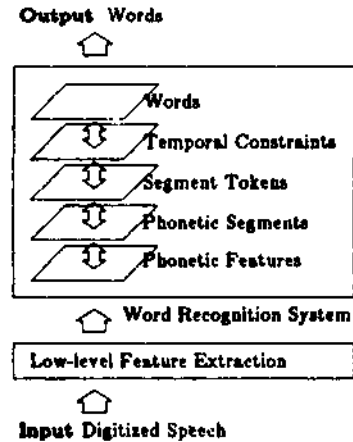 Output Words
Words
Temporal Constraints
Segment Tokens
Phonetic Segments
Phonetic Features
Word Recognition System
Low-level Feature Extraction
Input Digitized Speech